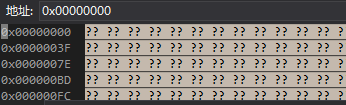 地址: 0x00000000
0x00000000 ?? ?? ?? ?? ?? ?? ?? ?? ?? ?? ?? ??
0x0000003F ?? ?? ?? ?? ?? ?? ?? ?? ?? ?? ?? ??
0x0000007E ?? ?? ?? ?? ?? ?? ?? ?? ?? ?? ?? ??
0x000000BD ?? ?? ?? ?? ?? ?? ?? ?? ?? ?? ?? ??
0x000000FC ?? ?? ?? ?? ?? ?? ?? ?? ?? ?? ?? ??